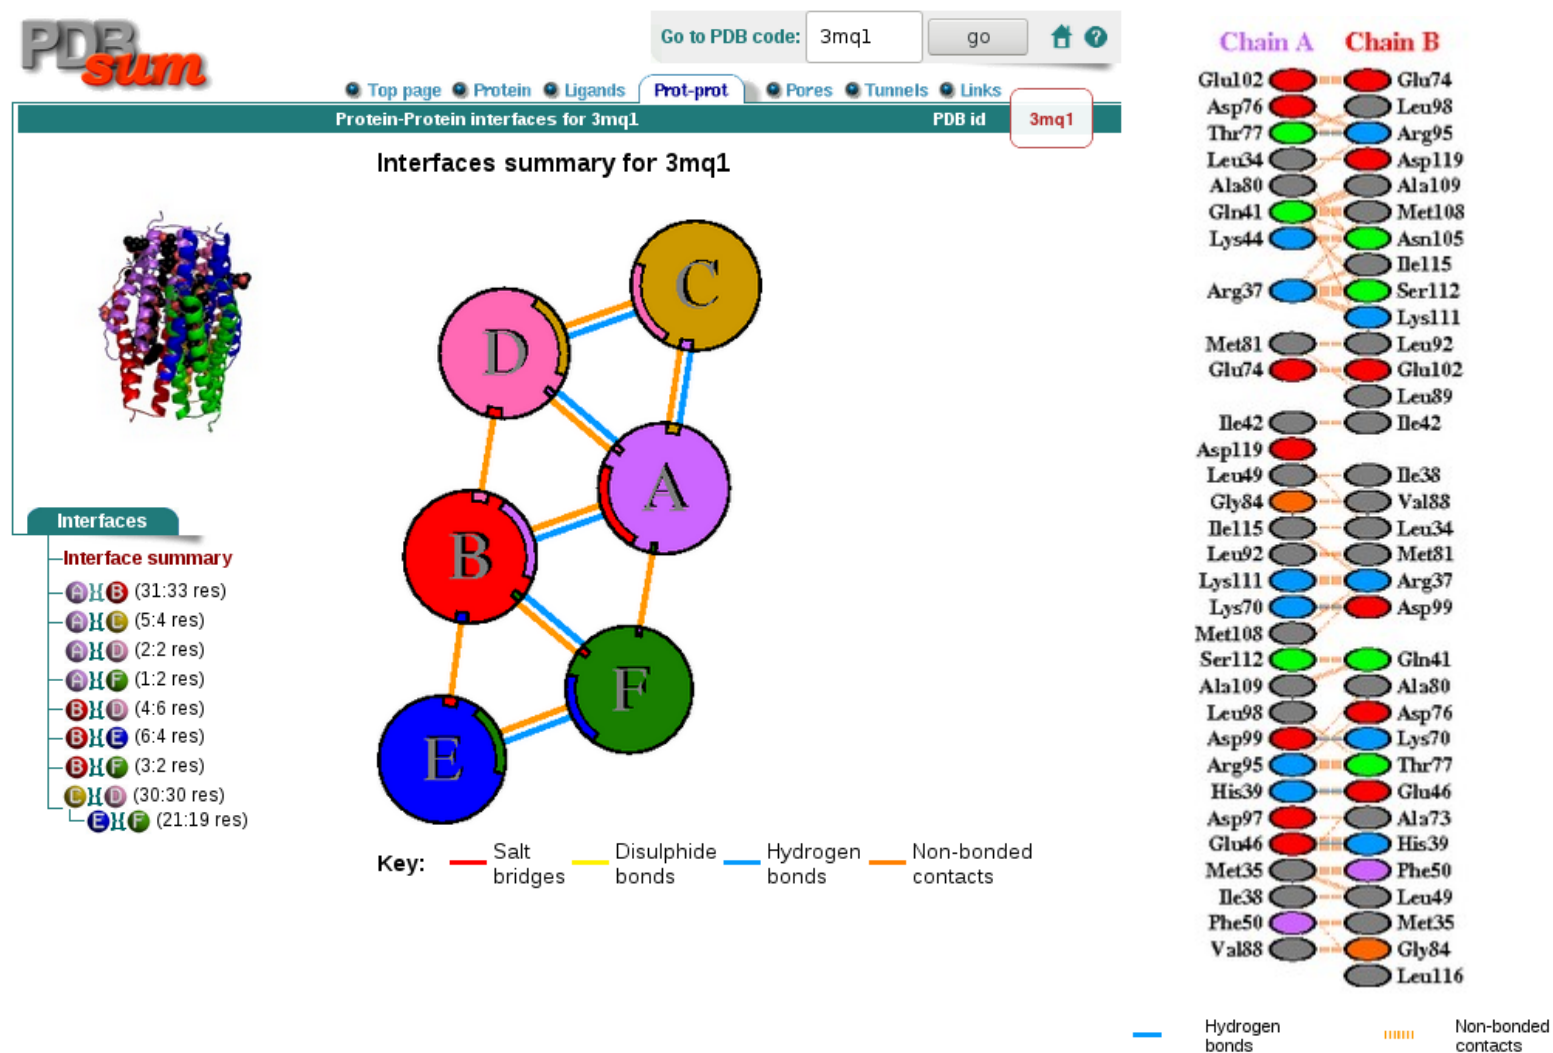 PDBsum
Go to PDB code: 3mq1 go
Top page Protein Ligands Prot-prot Pores Tunnels Links
Protein-Protein interfaces for 3mq1 PDB id 3mq1
Interfaces summary for 3mq1
C
D
A
B
F
E
Interfaces
Interface summary
A B (31:33 res)
A C (5:4 res)
A D (2:2 res)
A F (1:2 res)
B D (4:6 res)
B E (6:4 res)
B F (3:2 res)
C D (30:30 res)
E F (21:19 res)
Key: Salt bridges Disulphide bonds Hydrogen bonds Non-bonded contacts
Chain A Chain B
Glu102 Glu74
Asp76 Leu98
Thr77 Arg95
Leu34 Asp119
Ala80 Ala109
Gln41 Met108
Lys44 Asn105
Ile115
Arg37 Ser112
Lys111
Met81 Leu92
Glu74 Glu102
Leu89
Ile42 Ile42
Asp119
Leu49 Ile38
Gly84 Val88
Ile115 Leu34
Leu92 Met81
Lys111 Arg37
Lys70 Asp99
Met108
Ser112 Gln41
Ala109 Ala80
Leu98 Asp76
Asp99 Lys70
Arg95 Thr77
His39 Glu46
Asp97 Ala73
Glu46 His39
Met35 Phe50
Ile38 Leu49
Phe50 Met35
Val88 Gly84
Leu116
Hydrogen bonds Non-bonded contacts